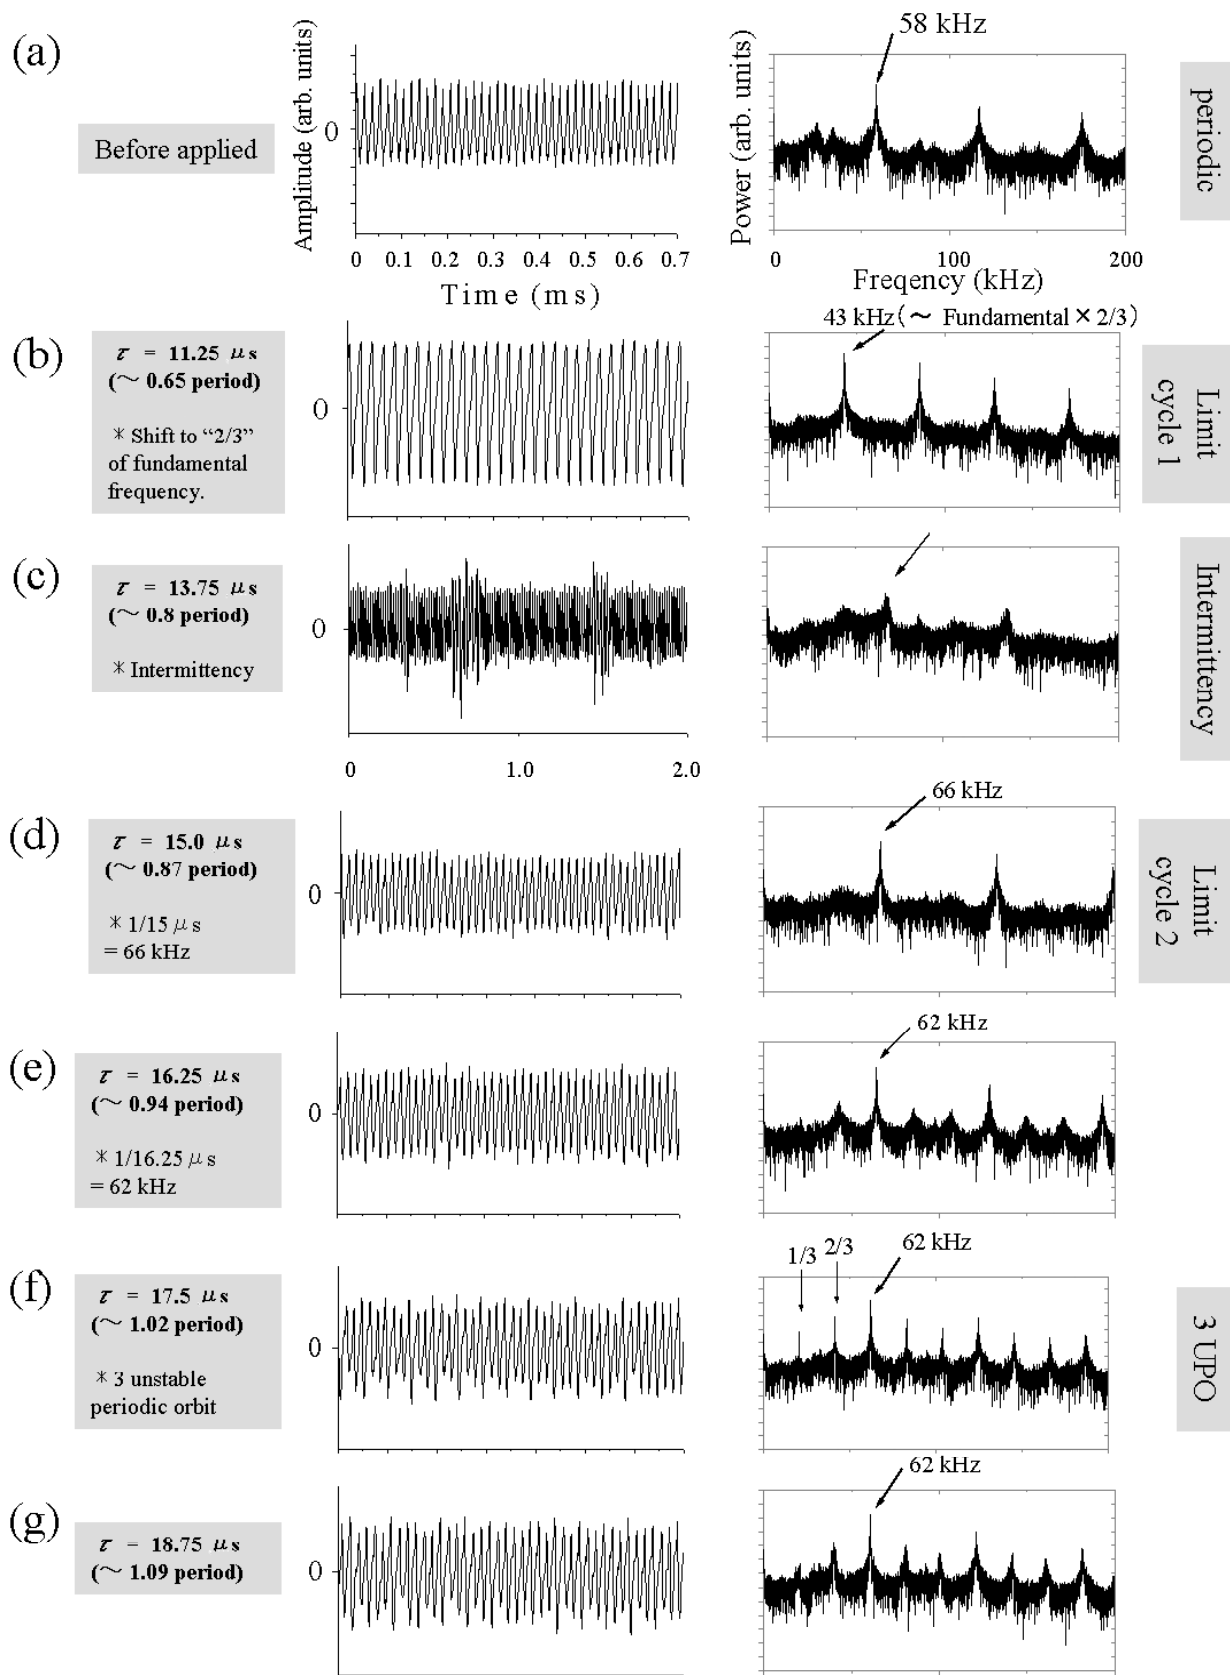 (a)
Before applied
Amplitude (arb. units)
0
0 0.1 0.2 0.3 0.4 0.5 0.6 0.7
Time (ms)
58 kHz
Power (arb. units)
0 100 200
Freqency (kHz)
periodic
(b)
τ = 11.25 μs
(～ 0.65 period)
＊ Shift to “2/3”
of fundamental
frequency.
0
43 kHz(～ Fundamental × 2/3)
Limit
cycle 1
(c)
τ = 13.75 μs
(～ 0.8 period)
＊ Intermittency
0
0 1.0 2.0
Intermittency
(d)
τ = 15.0 μs
(～ 0.87 period)
＊ 1/15 μs
= 66 kHz
0
66 kHz
Limit
cycle 2
(e)
τ = 16.25 μs
(～ 0.94 period)
＊ 1/16.25 μs
= 62 kHz
0
62 kHz
(f)
τ = 17.5 μs
(～ 1.02 period)
＊ 3 unstable
periodic orbit
0
1/3 2/3 62 kHz
3 UPO
(g)
τ = 18.75 μs
(～ 1.09 period)
0
62 kHz